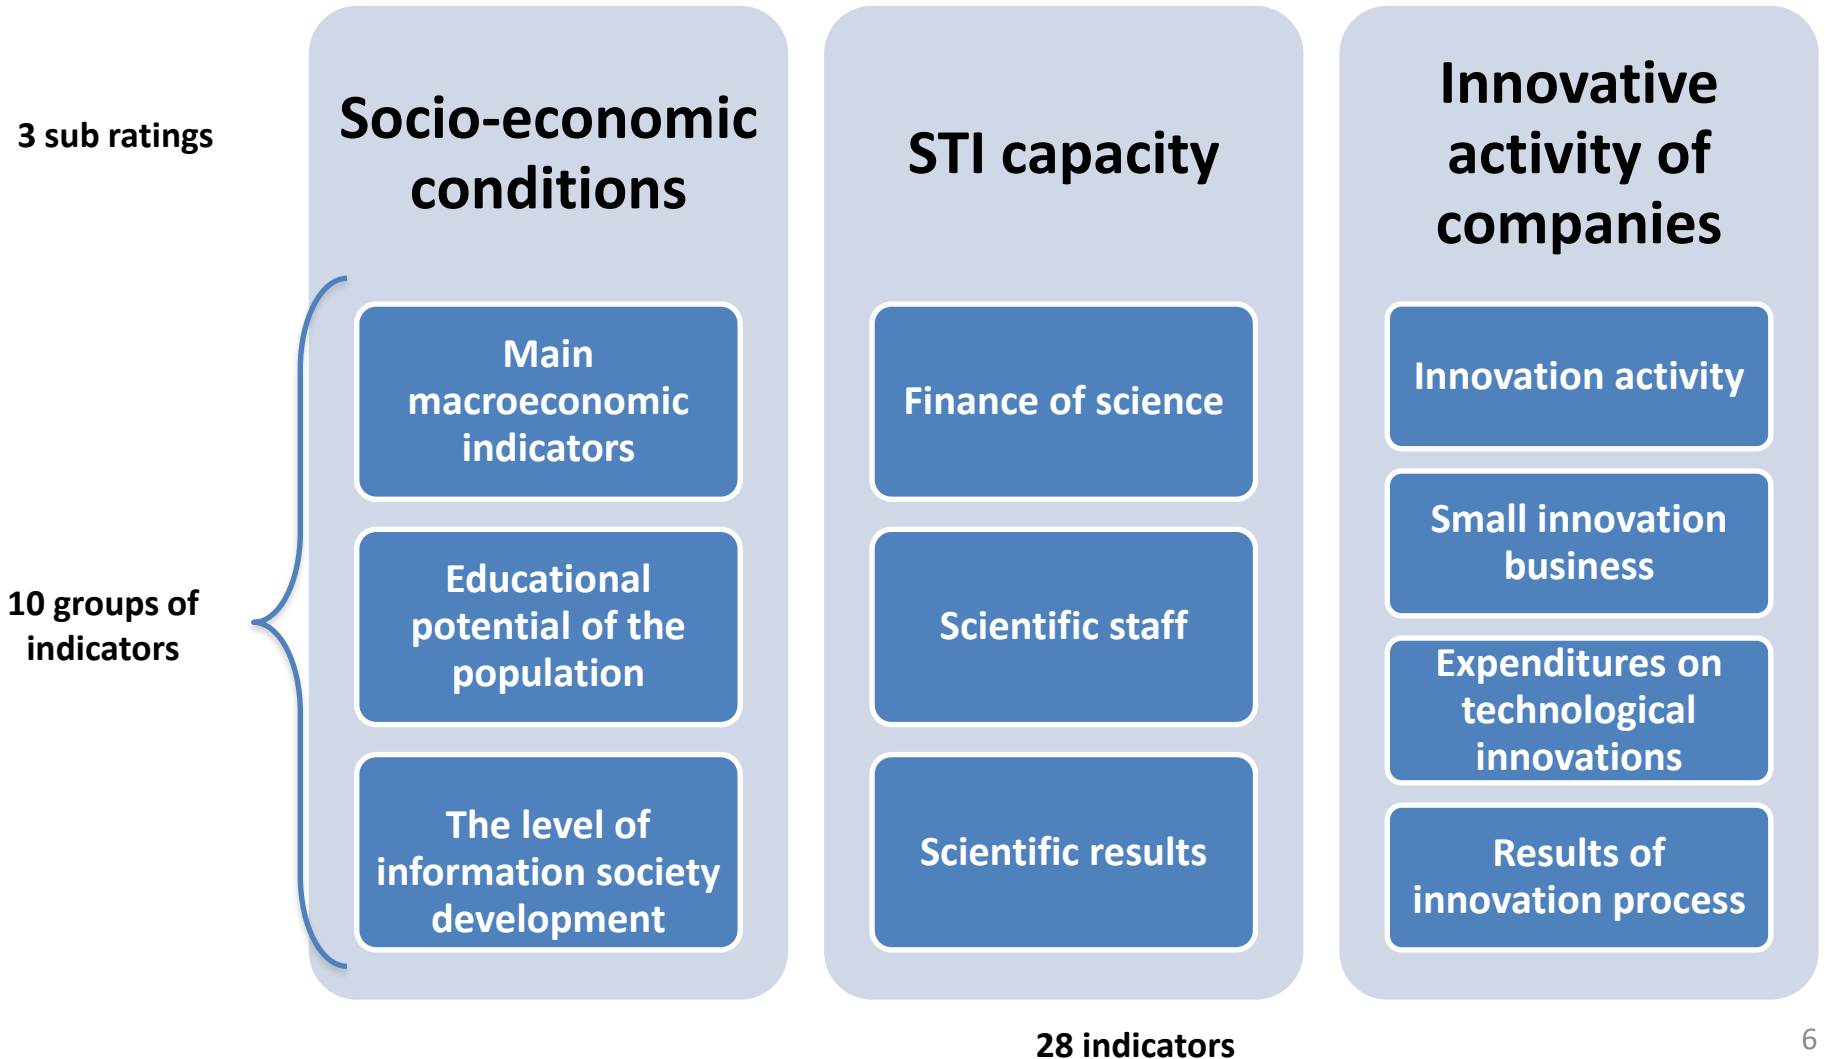 3 sub ratings
Socio-economic
conditions
STI capacity
Innovative
activity of
companies
10 groups of
indicators
Main
macroeconomic
indicators
Educational
potential of the
population
The level of
information society
development
Finance of science
Scientific staff
Scientific results
Innovation activity
Small innovation
business
Expenditures on
technological
innovations
Results of
innovation process
28 indicators
6